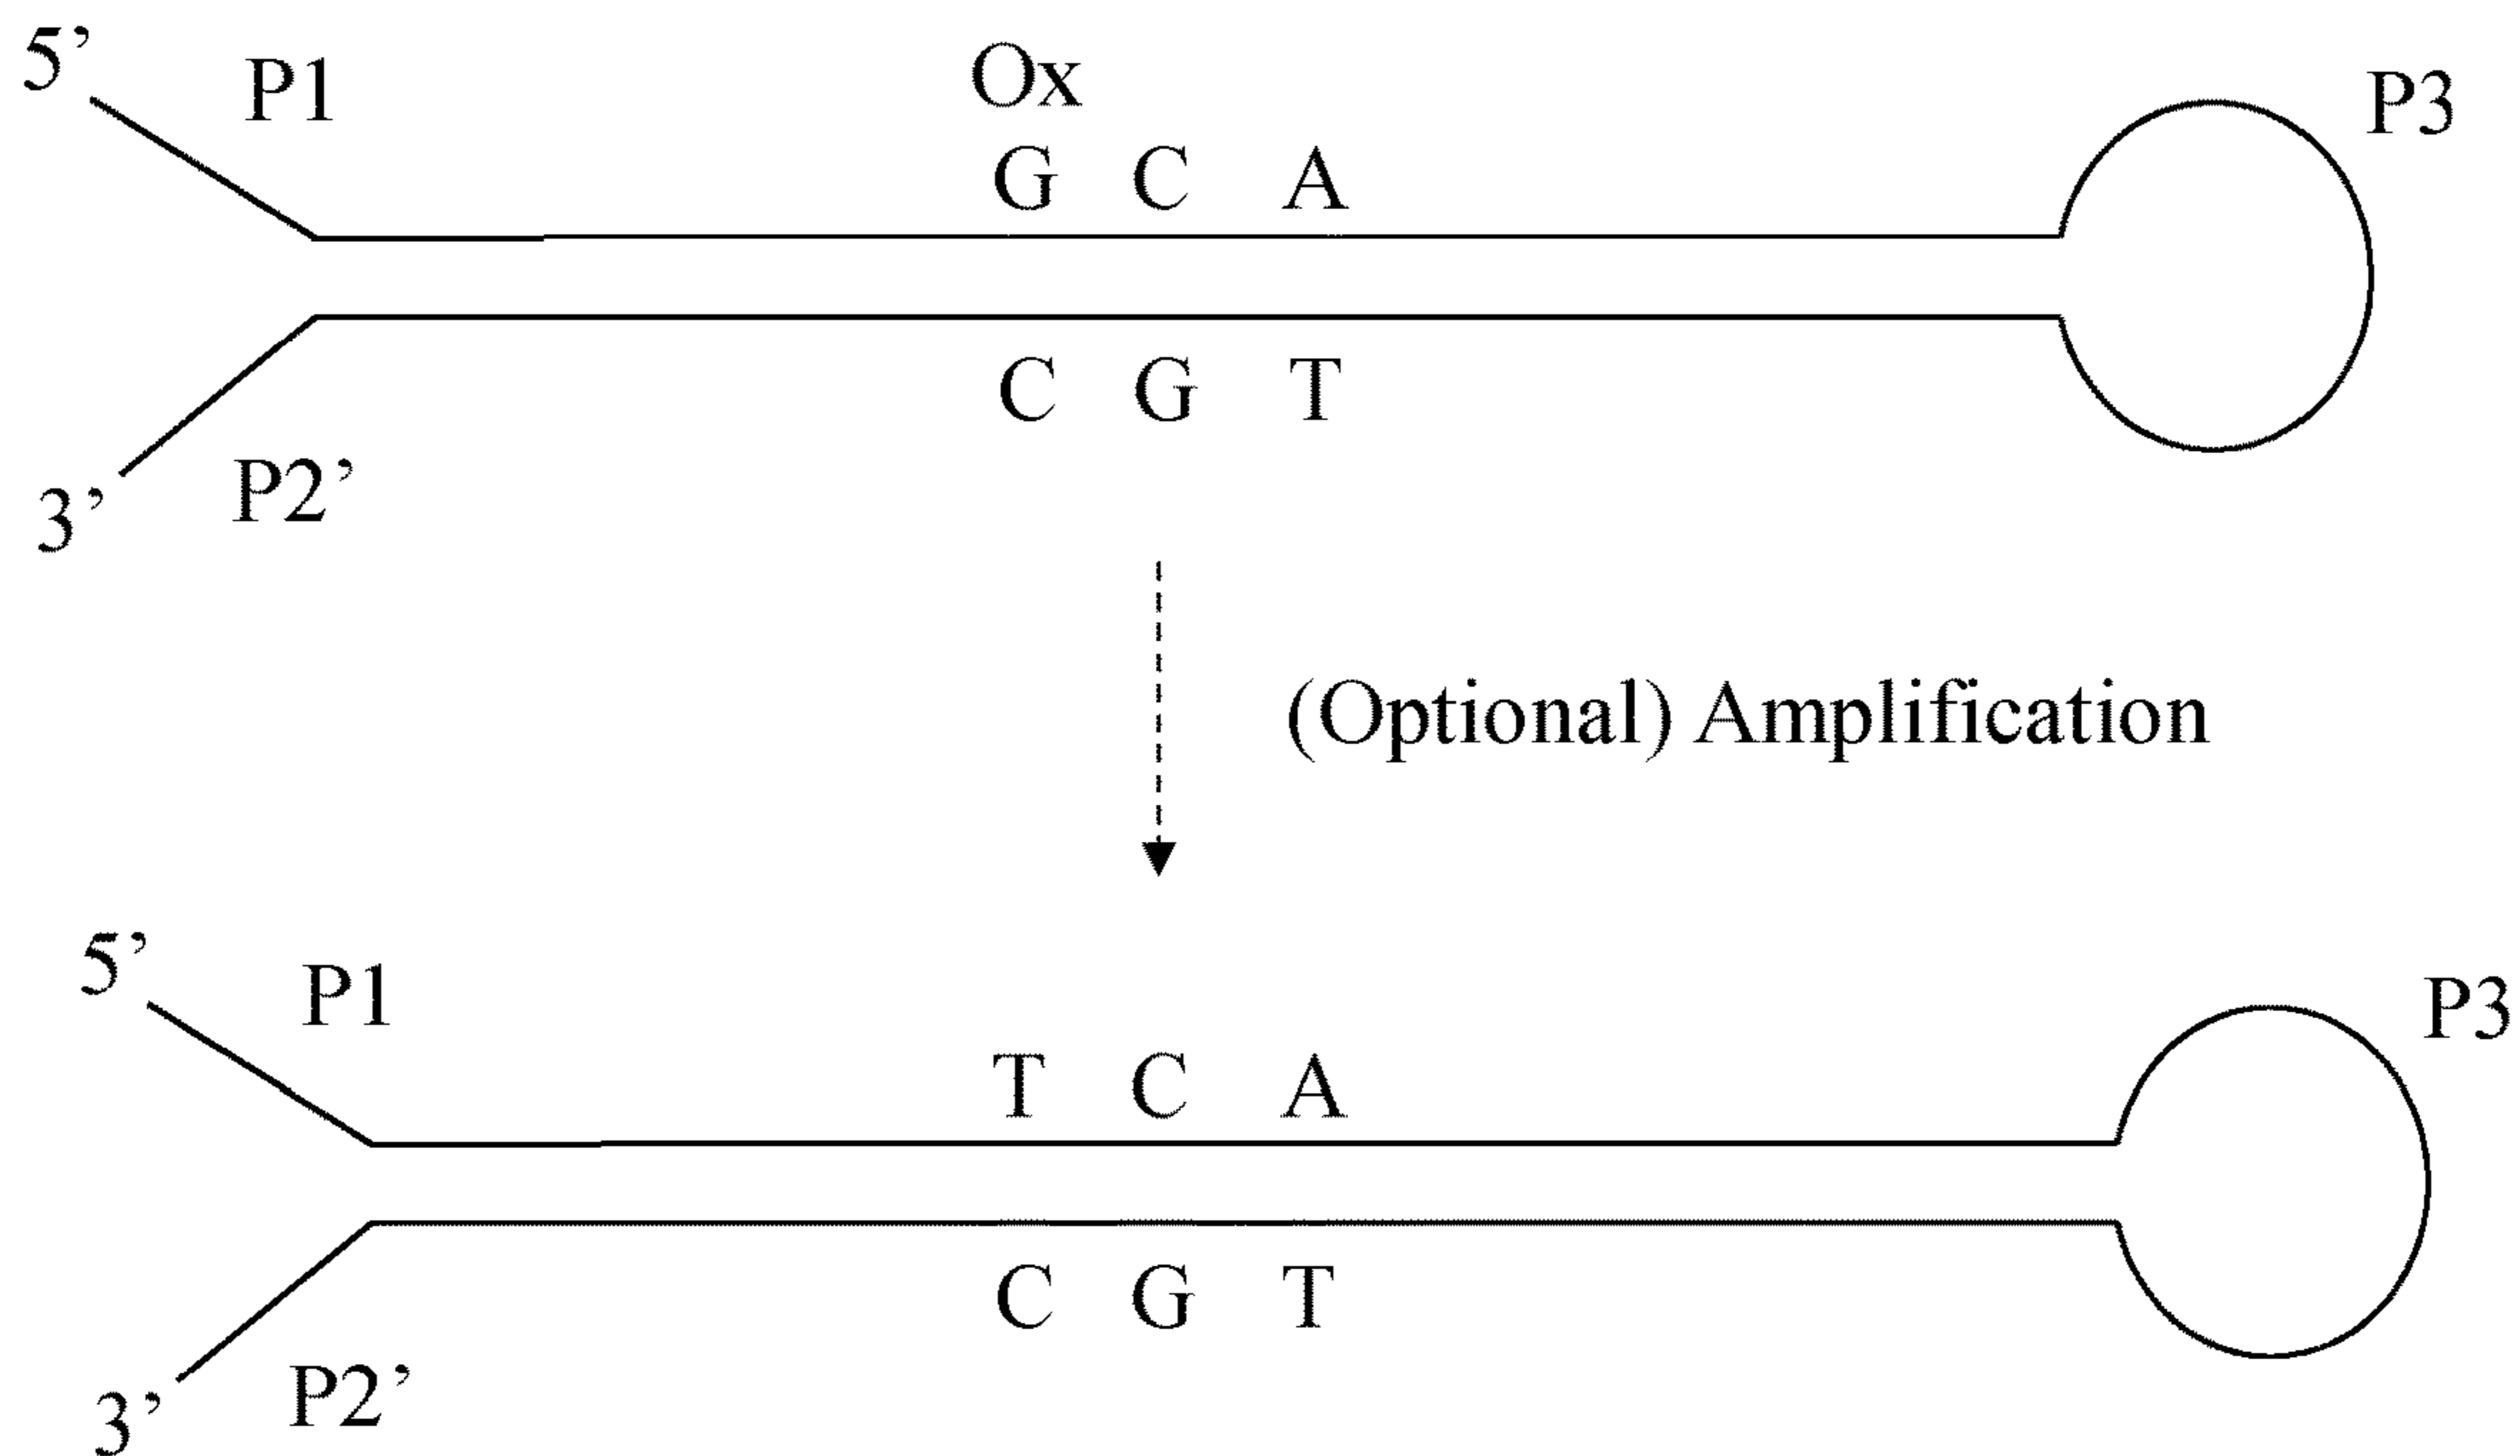 5’ P1 Ox P3
G C A
C G T
3’ P2’
(Optional) Amplification
5’ P1 P3
T C A
C G T
3’ P2’